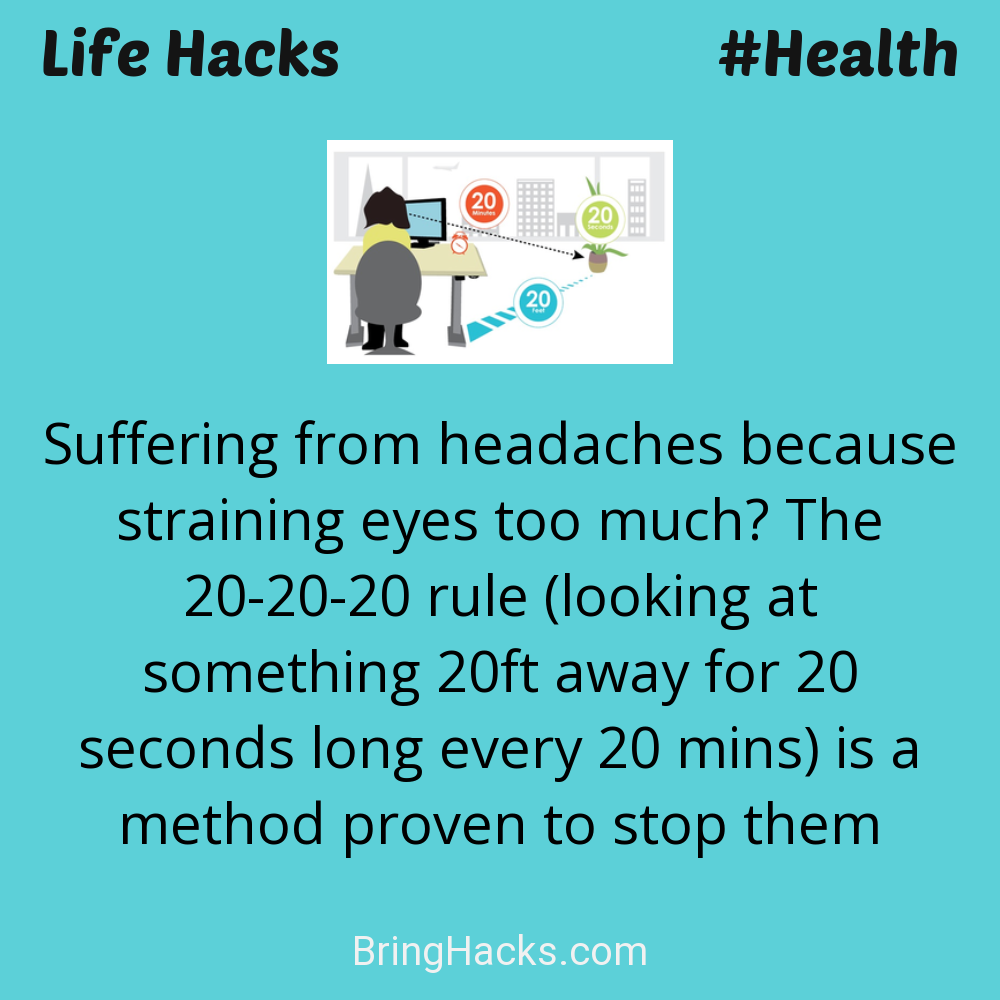 Life Hacks
#Health
20
Minutes
20
Seconds
20
Feet
Suffering from headaches because
straining eyes too much? The
20-20-20 rule (looking at
something 20ft away for 20
seconds long every 20 mins) is a
method proven to stop them
BringHacks.com